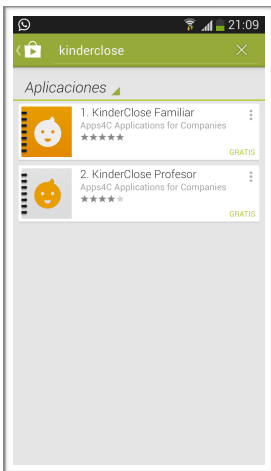 21:09
kinderclose
Aplicaciones
1. KinderClose Familiar
Apps4C Applications for Companies
GRATIS
2. KinderClose Profesor
Apps4C Applications for Companies
GRATIS